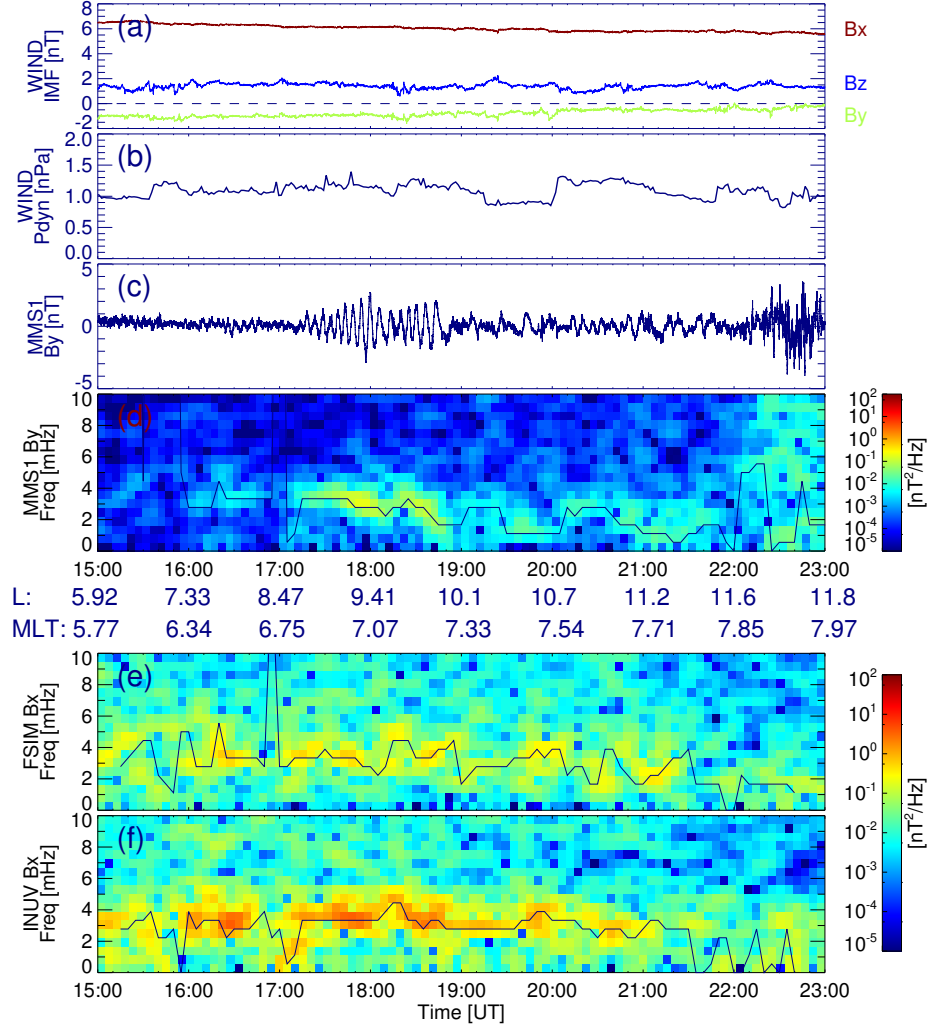 (a)
WIND
IMF [nT]
8
6
4
2
0
-2
Bx
Bz
By
(b)
WIND
Pdyn [nPa]
2.0
1.5
1.0
0.5
0.0
(c)
MMS1
By [nT]
5
0
-5
(d)
MMS1 By
Freq [mHz]
10
8
6
4
2
0
10^2
10^1
10^0
10^-1
10^-2
10^-3
10^-4
10^-5
[nT^2/Hz]
15:00 16:00 17:00 18:00 19:00 20:00 21:00 22:00 23:00
L: 5.92 7.33 8.47 9.41 10.1 10.7 11.2 11.6 11.8
MLT: 5.77 6.34 6.75 7.07 7.33 7.54 7.71 7.85 7.97
(e)
FSIM Bx
Freq [mHz]
10
8
6
4
2
0
10^2
10^1
10^0
10^-1
10^-2
10^-3
10^-4
10^-5
[nT^2/Hz]
(f)
INUV Bx
Freq [mHz]
10
8
6
4
2
0
15:00 16:00 17:00 18:00 19:00 20:00 21:00 22:00 23:00
Time [UT]